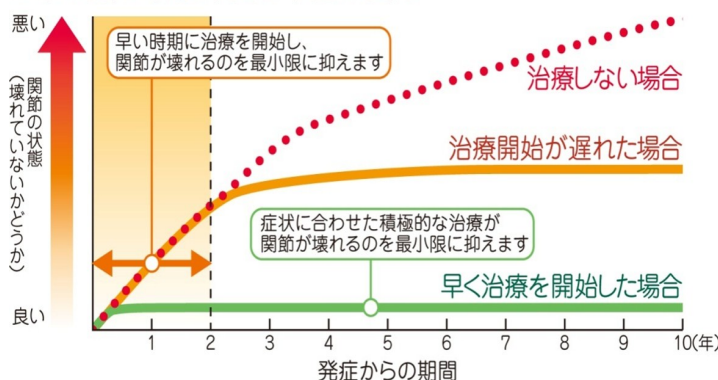 悪い
早い時期に治療を開始し、
関節が壊れるのを最小限に抑えます
治療しない場合
関節の状態
(壊れていないかどうか)
治療開始が遅れた場合
症状に合わせた積極的な治療が
関節が壊れるのを最小限に抑えます
早く治療を開始した場合
良い
1 2 3 4 5 6 7 8 9 10(年)
発症からの期間